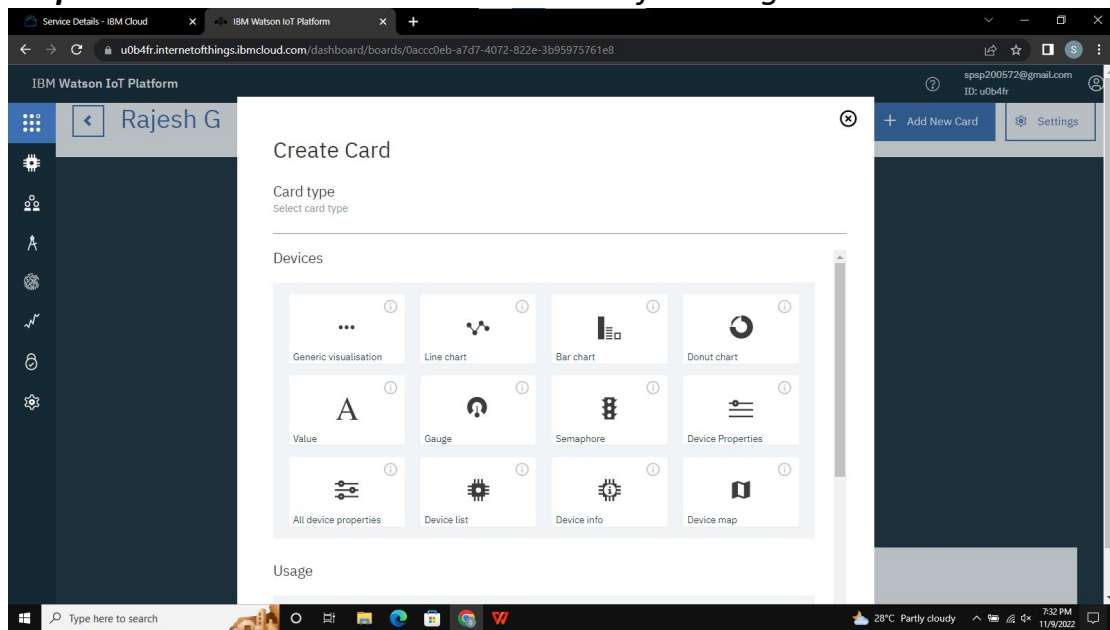 Service Details - IBM Cloud
IBM Watson IoT Platform
u0b4fr.internetofthings.ibmcloud.com/dashboard/boards/0accc0eb-a7d7-4072-822e-3b95975761e8
S
IBM Watson IoT Platform
spsp200572@gmail.com
ID: u0b4fr
Rajesh G
Add New Card
Settings
Create Card
Card type
Select card type
Devices
Generic visualisation
Line chart
Bar chart
Donut chart
A
Value
Gauge
Semaphore
Device Properties
All device properties
Device list
Device info
Device map
Usage
Type here to search
28°C Partly cloudy
7:32 PM
11/9/2022